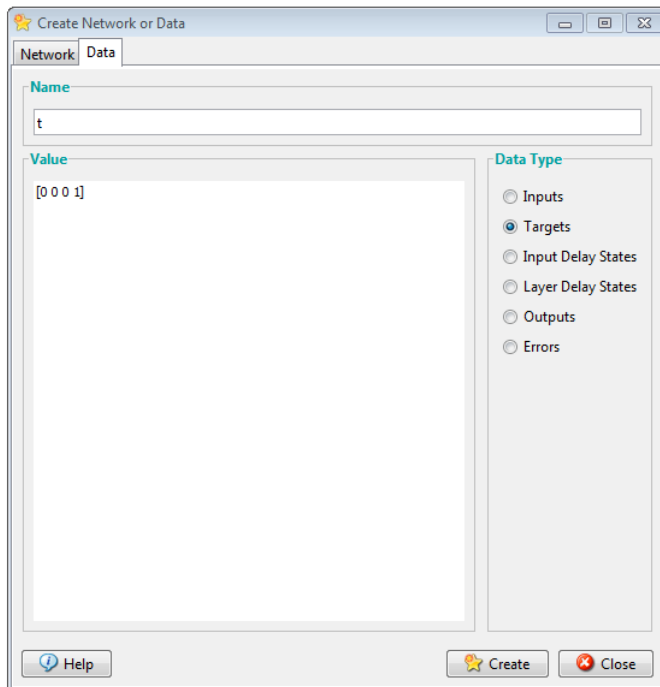 Create Network or Data
Network Data
Name
t
Value
[0 0 0 1]
Data Type
Inputs
Targets
Input Delay States
Layer Delay States
Outputs
Errors
Help
Create
Close